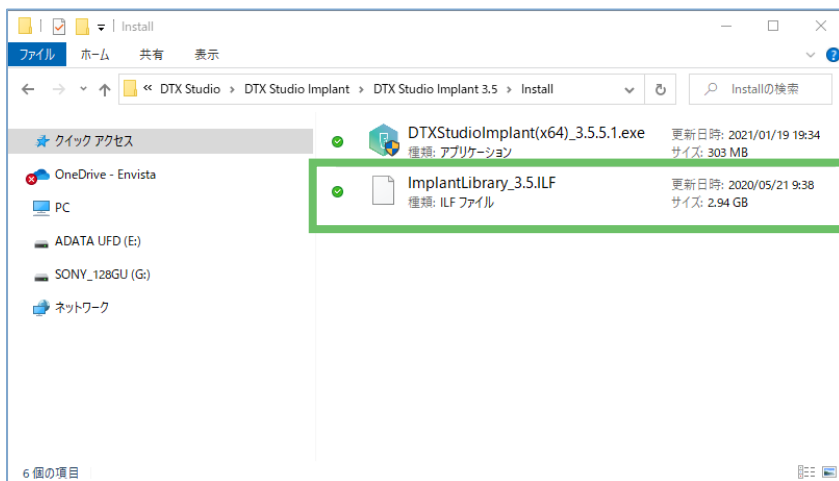 Install
ファイル ホーム 共有 表示
« DTX Studio › DTX Studio Implant › DTX Studio Implant 3.5 › Install
Installの検索
クイック アクセス
OneDrive - Envista
PC
ADATA UFD (E:)
SONY_128GU (G:)
ネットワーク
DTXStudioImplant(x64)_3.5.5.1.exe 更新日時: 2021/01/19 19:34
種類: アプリケーション サイズ: 303 MB
ImplantLibrary_3.5.ILF 更新日時: 2020/05/21 9:38
種類: ILF ファイル サイズ: 2.94 GB
6 個の項目